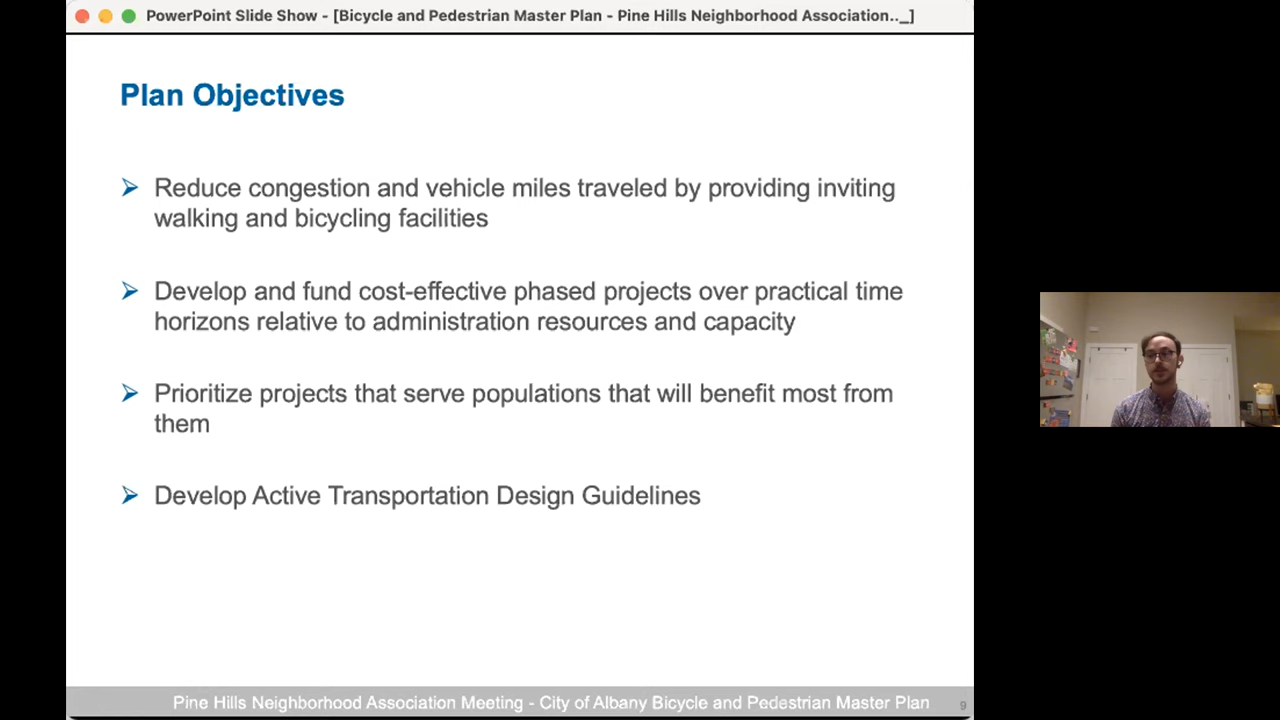 PowerPoint Slide Show - [Bicycle and Pedestrian Master Plan - Pine Hills Neighborhood Association.._]
Plan Objectives
Reduce congestion and vehicle miles traveled by providing inviting
walking and bicycling facilities
Develop and fund cost-effective phased projects over practical time
horizons relative to administration resources and capacity
Prioritize projects that serve populations that will benefit most from
them
Develop Active Transportation Design Guidelines
Pine Hills Neighborhood Association Meeting - City of Albany Bicycle and Pedestrian Master Plan
9